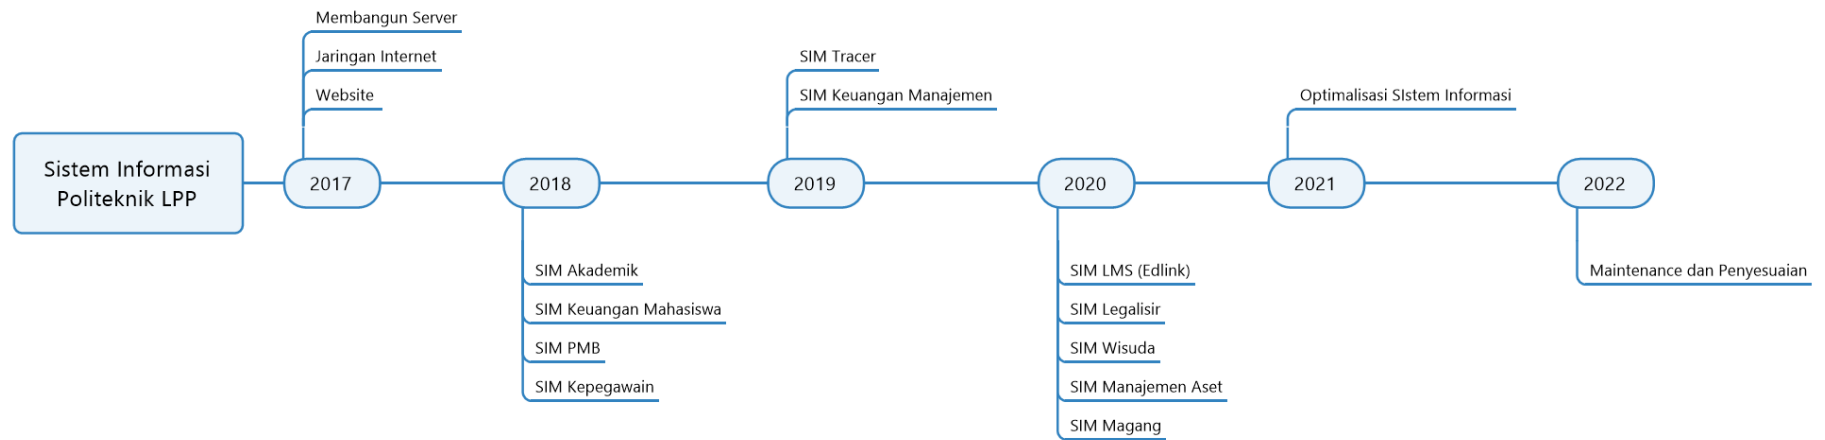 Sistem Informasi
Politeknik LPP
2017
Membangun Server
Jaringan Internet
Website
2018
SIM Akademik
SIM Keuangan Mahasiswa
SIM PMB
SIM Kepegawain
2019
SIM Tracer
SIM Keuangan Manajemen
2020
SIM LMS (Edlink)
SIM Legalisir
SIM Wisuda
SIM Manajemen Aset
SIM Magang
2021
Optimalisasi SIstem Informasi
2022
Maintenance dan Penyesuaian